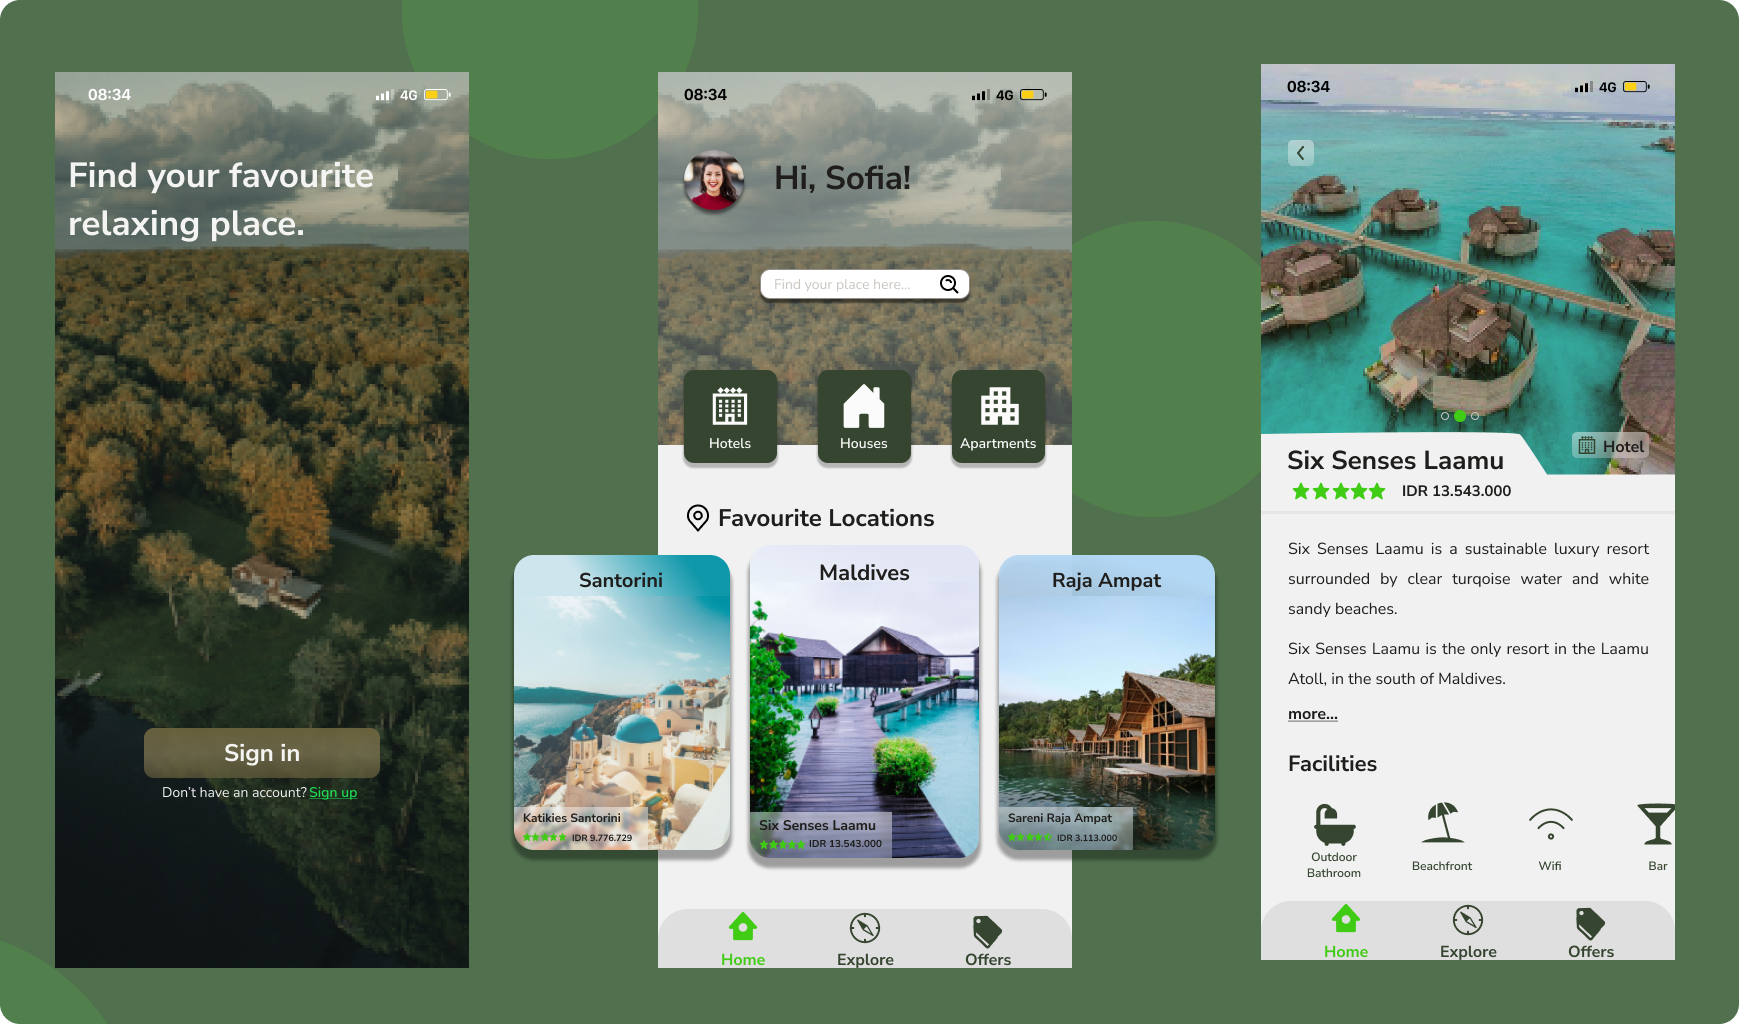 08:34
4G
Find your favourite
relaxing place.
Sign in
Don't have an account? Sign up
08:34
4G
Hi, Sofia!
Find your place here...
Hotels
Houses
Apartments
Favourite Locations
Santorini
Katikies Santorini
IDR 9.776.729
Maldives
Six Senses Laamu
IDR 13.543.000
Raja Ampat
Sareni Raja Ampat
IDR 3.113.000
Home
Explore
Offers
08:34
4G
Hotel
Six Senses Laamu
IDR 13.543.000
Six Senses Laamu is a sustainable luxury resort
surrounded by clear turqoise water and white
sandy beaches.
Six Senses Laamu is the only resort in the Laamu
Atoll, in the south of Maldives.
more...
Facilities
Outdoor
Bathroom
Beachfront
Wifi
Bar
Home
Explore
Offers